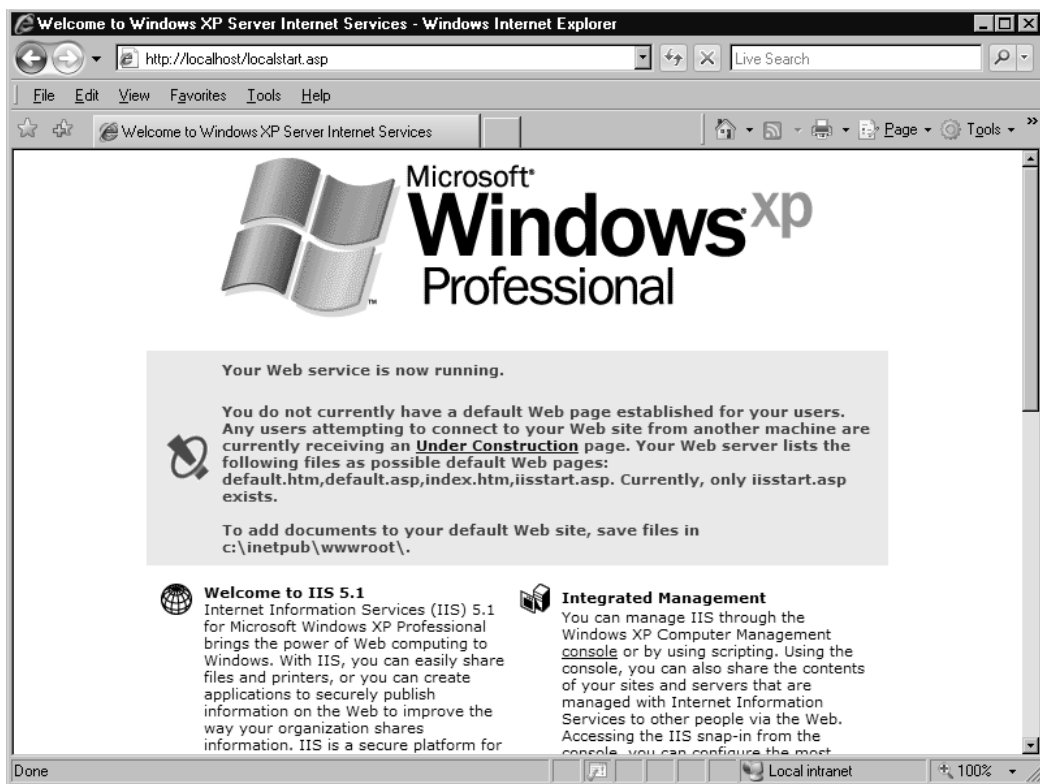 Welcome to Windows XP Server Internet Services - Windows Internet Explorer
http://localhost/localstart.asp
Live Search
File Edit View Favorites Tools Help
Welcome to Windows XP Server Internet Services
Page Tools »
Microsoft®
Windows® xp
Professional
TM
Your Web service is now running.
You do not currently have a default Web page established for your users.
Any users attempting to connect to your Web site from another machine are
currently receiving an Under Construction page. Your Web server lists the
following files as possible default Web pages:
default.htm,default.asp,index.htm,iisstart.asp. Currently, only iisstart.asp
exists.
To add documents to your default Web site, save files in
c:\inetpub\wwwroot\.
Welcome to IIS 5.1
Internet Information Services (IIS) 5.1
for Microsoft Windows XP Professional
brings the power of Web computing to
Windows. With IIS, you can easily share
files and printers, or you can create
applications to securely publish
information on the Web to improve the
way your organization shares
information. IIS is a secure platform for
Integrated Management
You can manage IIS through the
Windows XP Computer Management
console or by using scripting. Using the
console, you can also share the contents
of your sites and servers that are
managed with Internet Information
Services to other people via the Web.
Accessing the IIS snap-in from the
console, you can configure the most
Done
Local intranet
100%